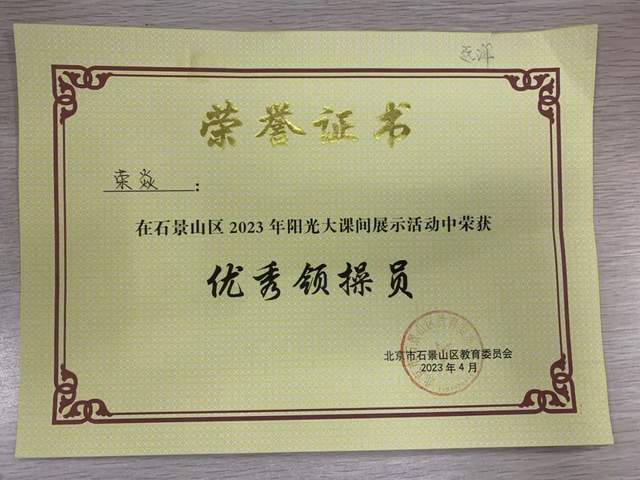 远洋
荣誉证书
栾焱：
在石景山区 2023 年阳光大课间展示活动中荣获
优秀领操员
北京市石景山区教育委员会
2023 年 4 月